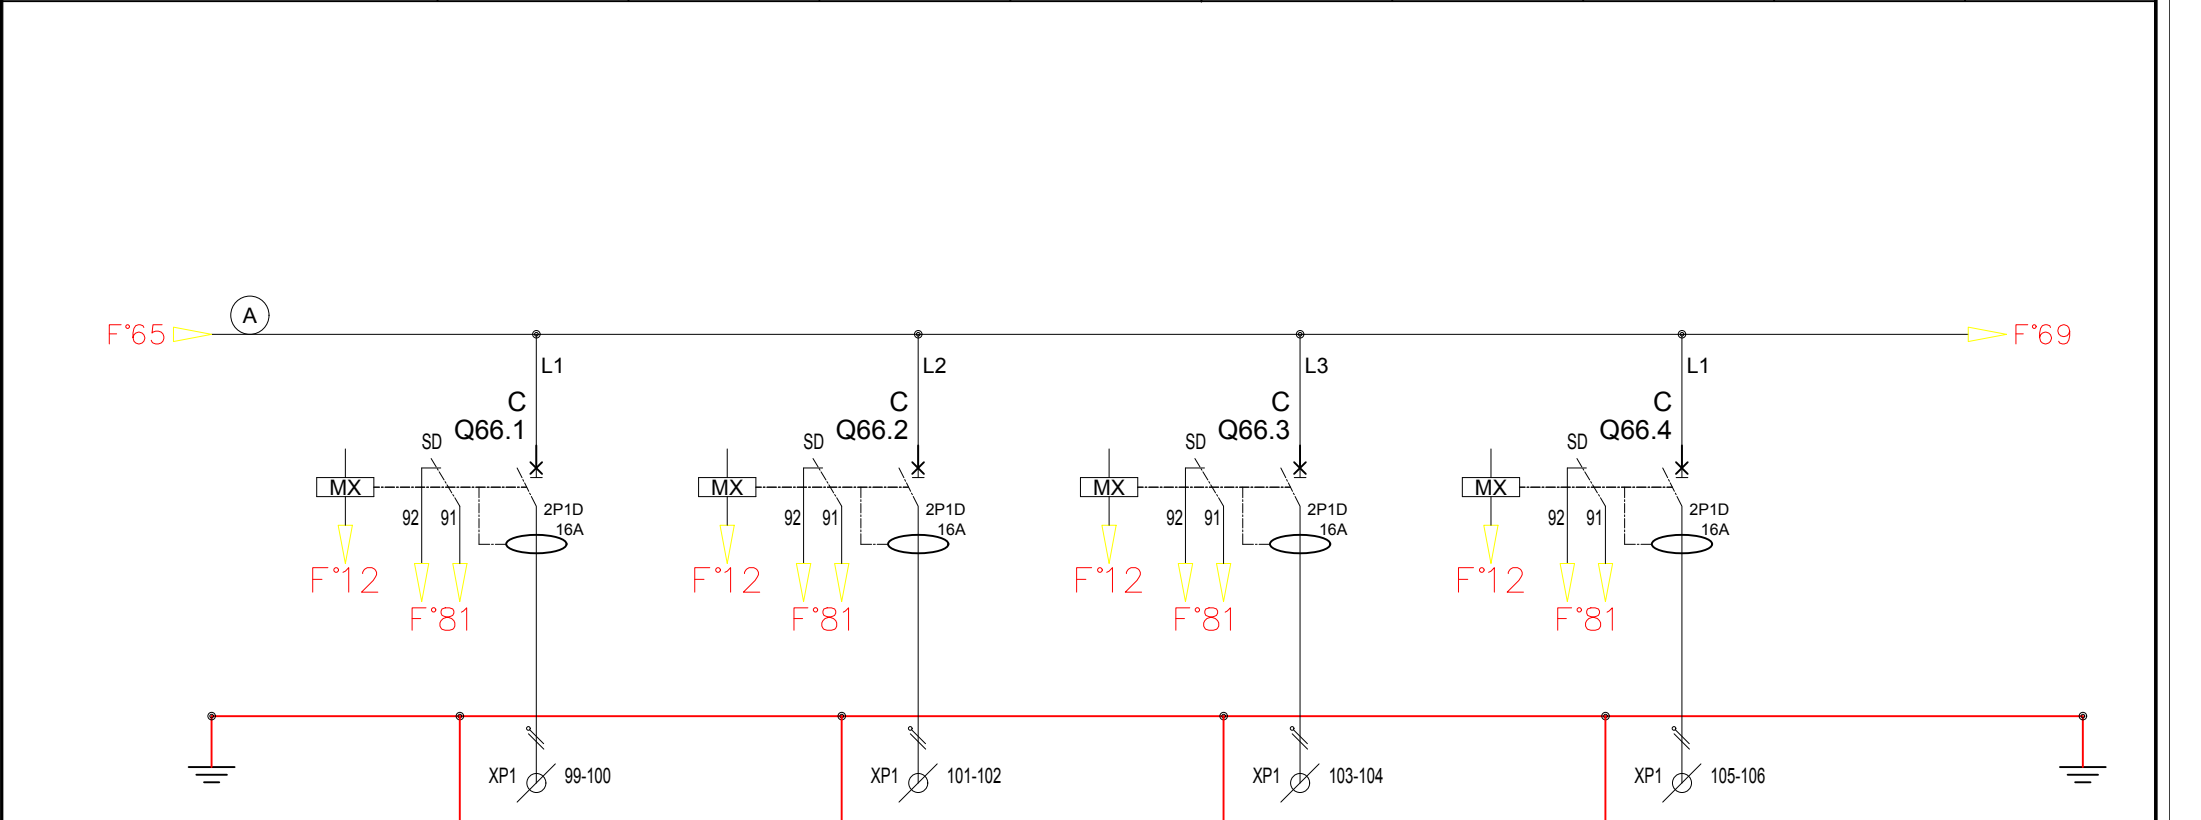 A
F°65
F°69
L1
L2
L3
L1
C
C
C
C
Q66.1
Q66.2
Q66.3
Q66.4
SD
SD
SD
SD
MX
MX
MX
MX
92 91
92 91
92 91
92 91
2P1D
2P1D
2P1D
2P1D
16A
16A
16A
16A
F°12
F°12
F°12
F°12
F°81
F°81
F°81
F°81
XP1 99-100
XP1 101-102
XP1 103-104
XP1 105-106